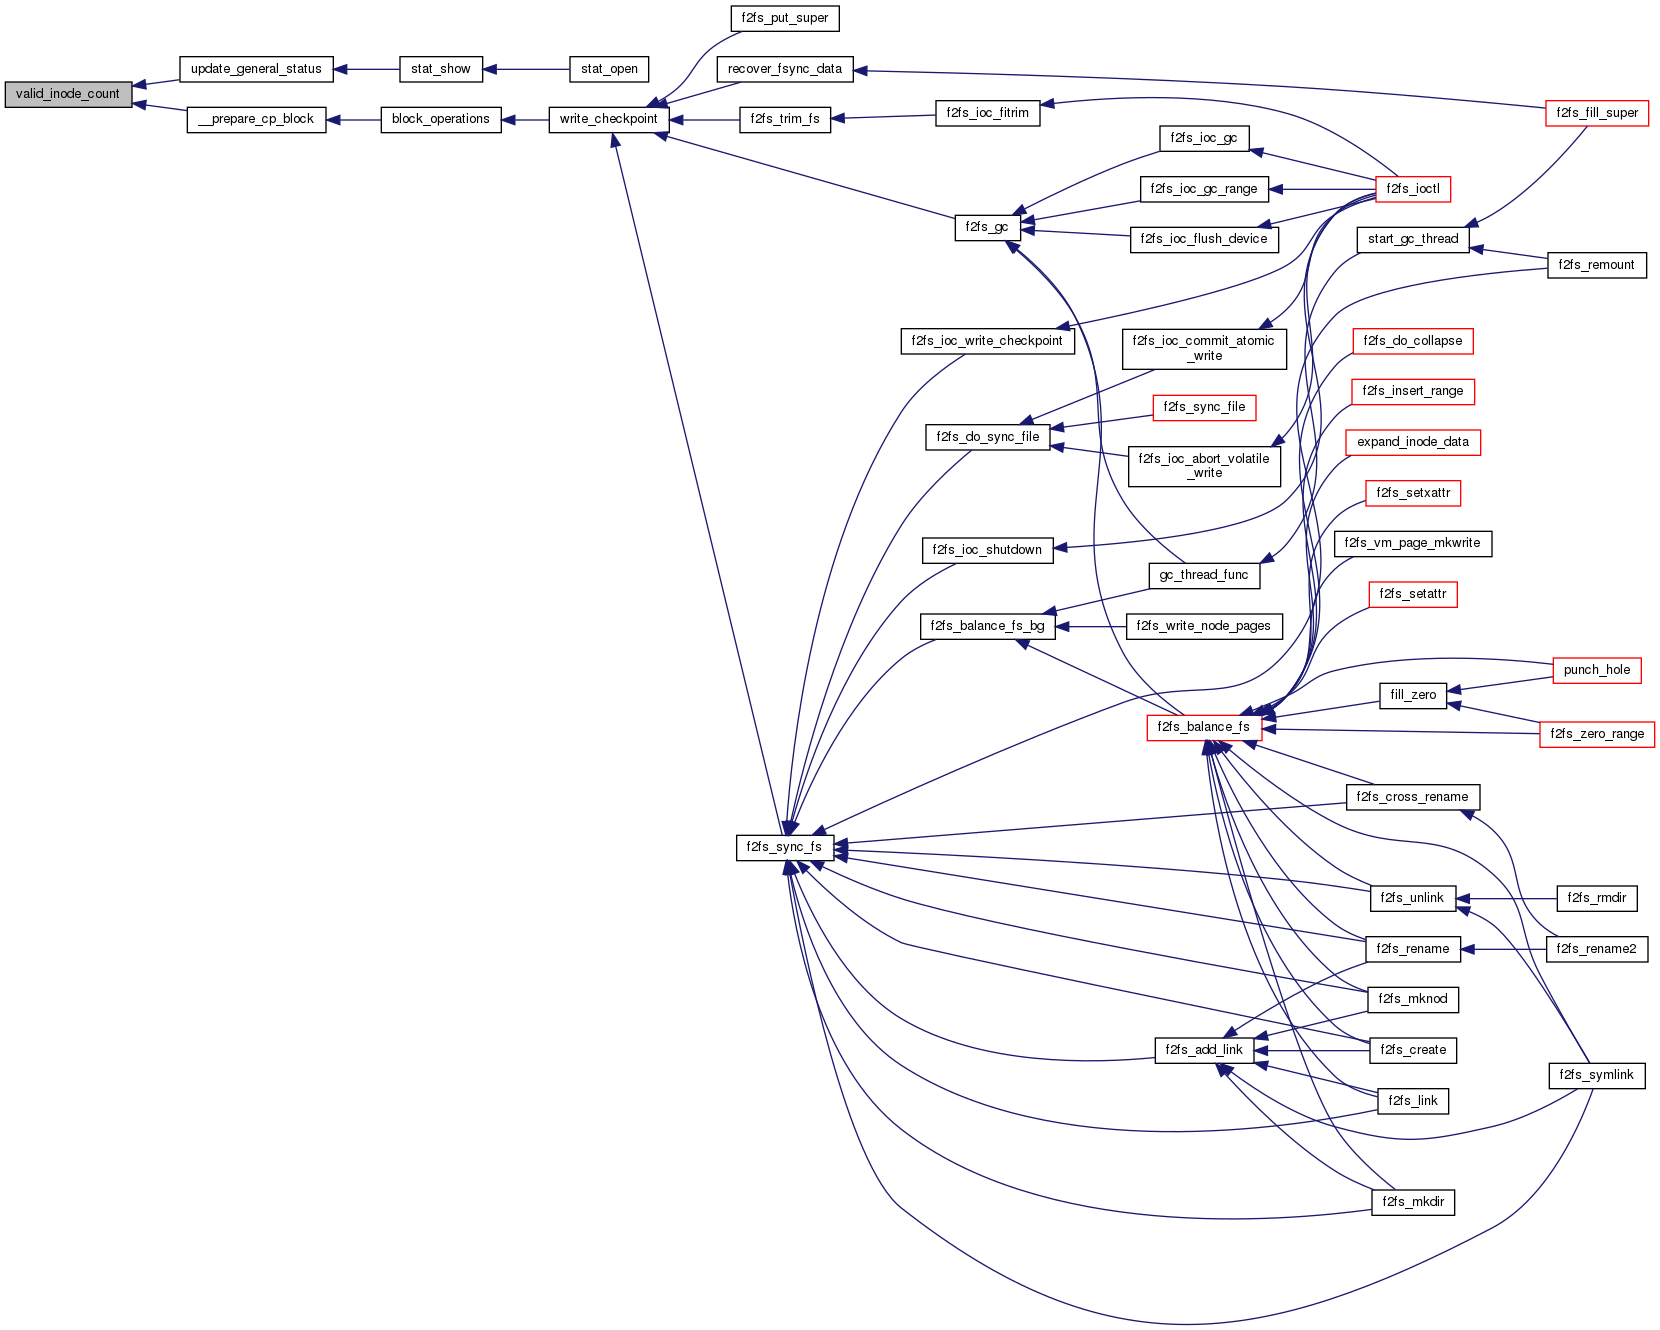 valid_inode_count
update_general_status
stat_show
stat_open
__prepare_cp_block
block_operations
write_checkpoint
f2fs_put_super
recover_fsync_data
f2fs_trim_fs
f2fs_ioc_fitrim
f2fs_fill_super
f2fs_ioc_gc
f2fs_ioc_gc_range
f2fs_ioctl
f2fs_gc
f2fs_ioc_flush_device
start_gc_thread
f2fs_remount
f2fs_ioc_write_checkpoint
f2fs_ioc_commit_atomic
_write
f2fs_do_collapse
f2fs_insert_range
f2fs_sync_file
f2fs_do_sync_file
expand_inode_data
f2fs_ioc_abort_volatile
_write
f2fs_setxattr
f2fs_ioc_shutdown
f2fs_vm_page_mkwrite
gc_thread_func
f2fs_setattr
f2fs_balance_fs_bg
f2fs_write_node_pages
punch_hole
fill_zero
f2fs_balance_fs
f2fs_zero_range
f2fs_cross_rename
f2fs_sync_fs
f2fs_unlink
f2fs_rmdir
f2fs_rename
f2fs_rename2
f2fs_mknod
f2fs_add_link
f2fs_create
f2fs_symlink
f2fs_link
f2fs_mkdir